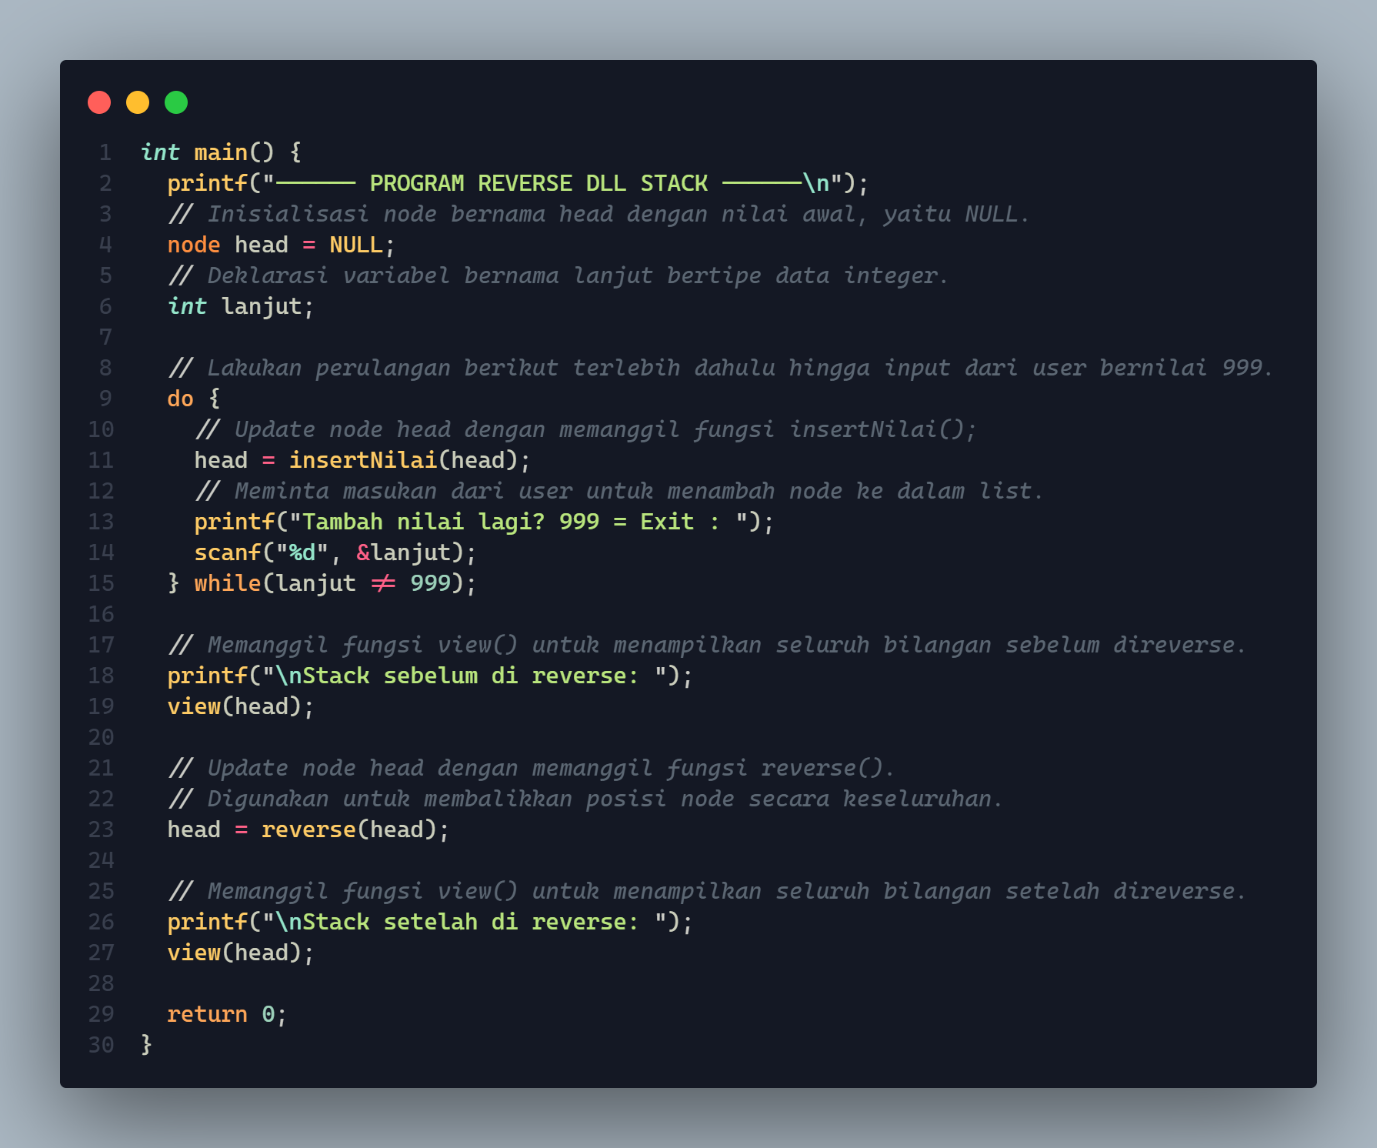 1 int main() {
2 printf("------ PROGRAM REVERSE DLL STACK ------\n");
3 // Inisialisasi node bernama head dengan nilai awal, yaitu NULL.
4 node head = NULL;
5 // Deklarasi variabel bernama lanjut bertipe data integer.
6 int lanjut;
7
8 // Lakukan perulangan berikut terlebih dahulu hingga input dari user bernilai 999.
9 do {
10 // Update node head dengan memanggil fungsi insertNilai();
11 head = insertNilai(head);
12 // Meminta masukan dari user untuk menambah node ke dalam list.
13 printf("Tambah nilai lagi? 999 = Exit : ");
14 scanf("%d", &lanjut);
15 } while(lanjut != 999);
16
17 // Memanggil fungsi view() untuk menampilkan seluruh bilangan sebelum direverse.
18 printf("\nStack sebelum di reverse: ");
19 view(head);
20
21 // Update node head dengan memanggil fungsi reverse().
22 // Digunakan untuk membalikkan posisi node secara keseluruhan.
23 head = reverse(head);
24
25 // Memanggil fungsi view() untuk menampilkan seluruh bilangan setelah direverse.
26 printf("\nStack setelah di reverse: ");
27 view(head);
28
29 return 0;
30 }